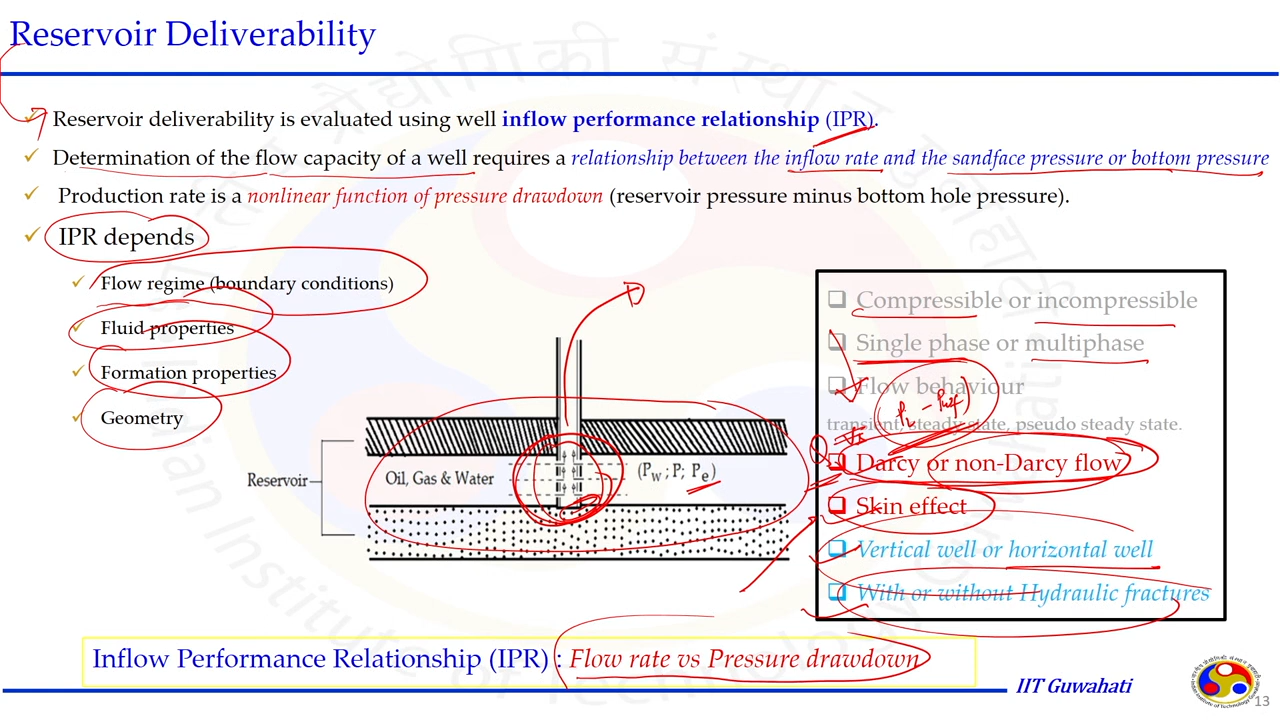 Reservoir Deliverability
Reservoir deliverability is evaluated using well inflow performance relationship (IPR).
Determination of the flow capacity of a well requires a relationship between the inflow rate and the sandface pressure or bottom pressure
Production rate is a nonlinear function of pressure drawdown (reservoir pressure minus bottom hole pressure).
IPR depends
Flow regime (boundary conditions)
Fluid properties
Formation properties
Geometry
Reservoir
Oil, Gas & Water
(Pw ; P; Pe)
Compressible or incompressible
Single phase or multiphase
Flow behaviour
transient, steady state, pseudo steady state.
Darcy or non-Darcy flow
Skin effect
Vertical well or horizontal well
With or without Hydraulic fractures
Inflow Performance Relationship (IPR) : Flow rate vs Pressure drawdown
IIT Guwahati
13